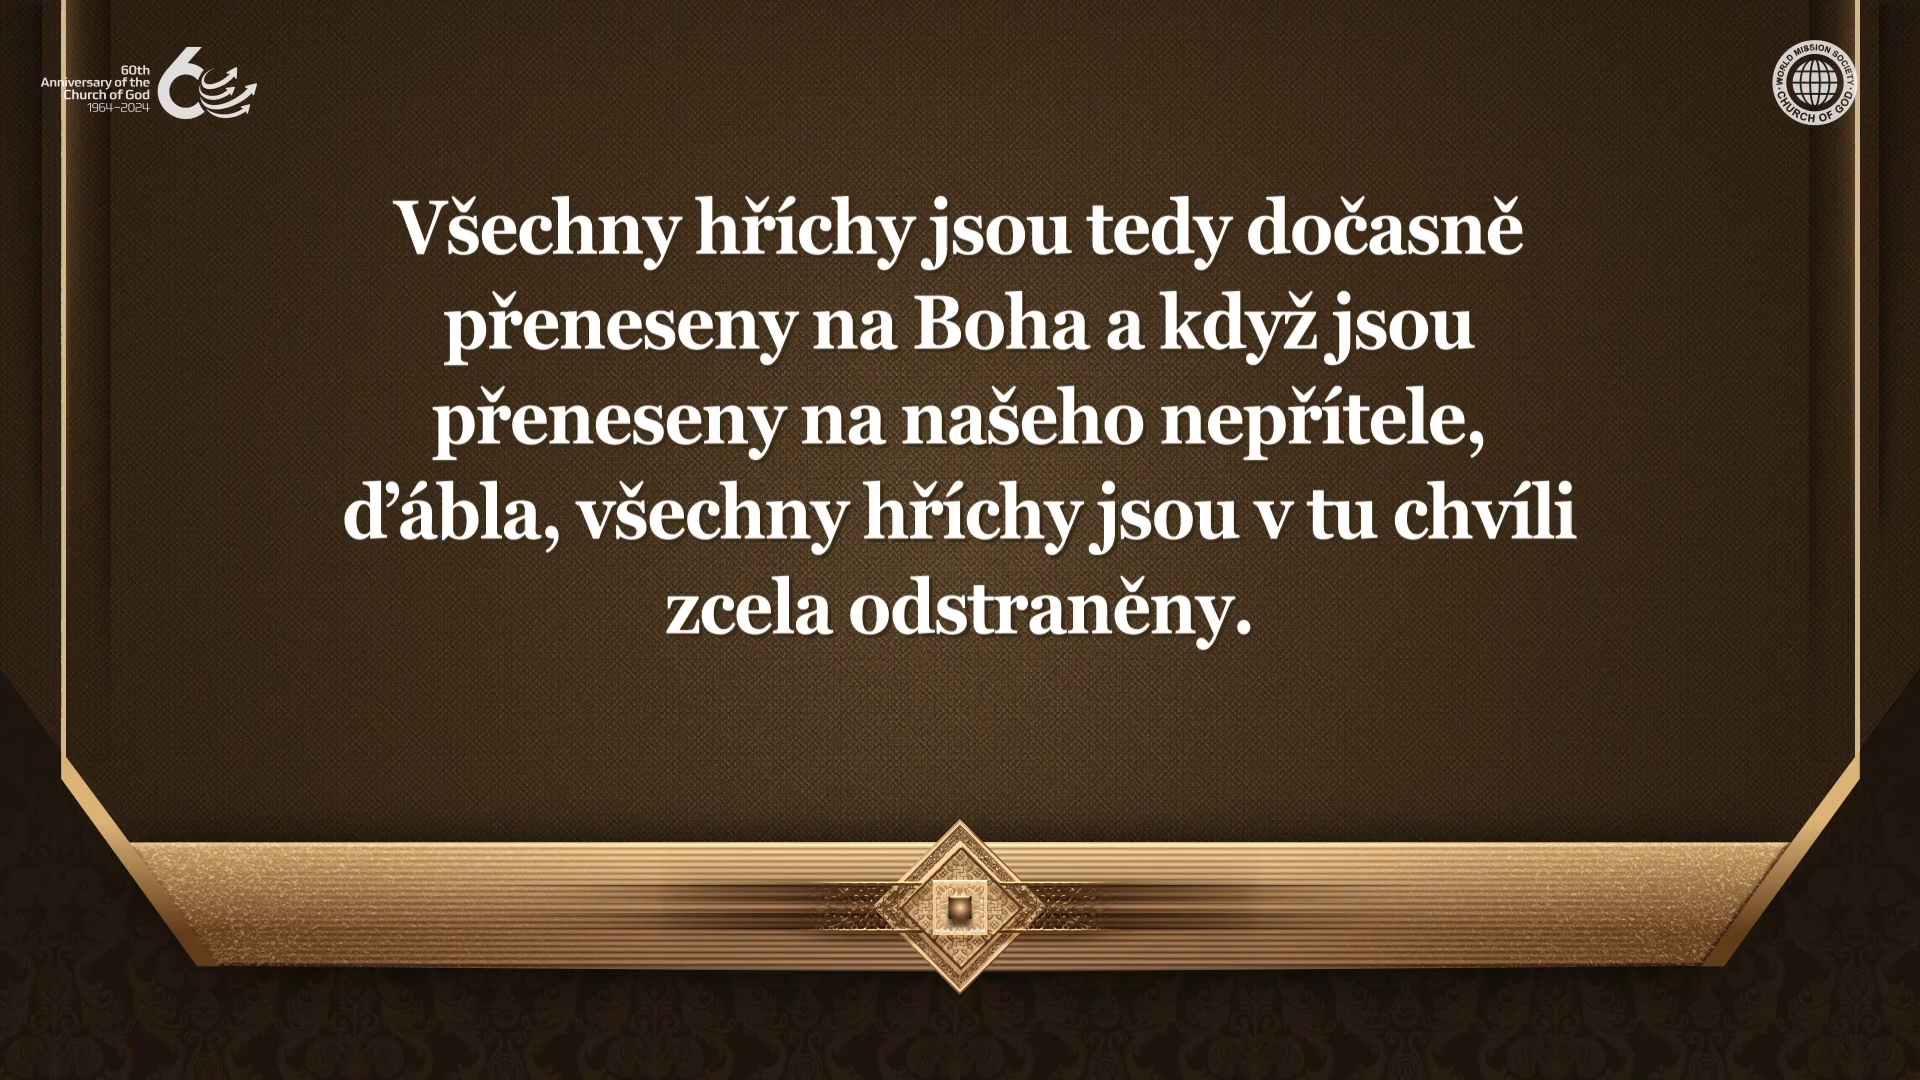 60th
Anniversary of the
Church of God
1964–2024
60
WORLD MISSION SOCIETY
CHURCH OF GOD
Všechny hříchy jsou tedy dočasně
přeneseny na Boha a když jsou
přeneseny na našeho nepřítele,
ďábla, všechny hříchy jsou v tu chvíli
zcela odstraněny.